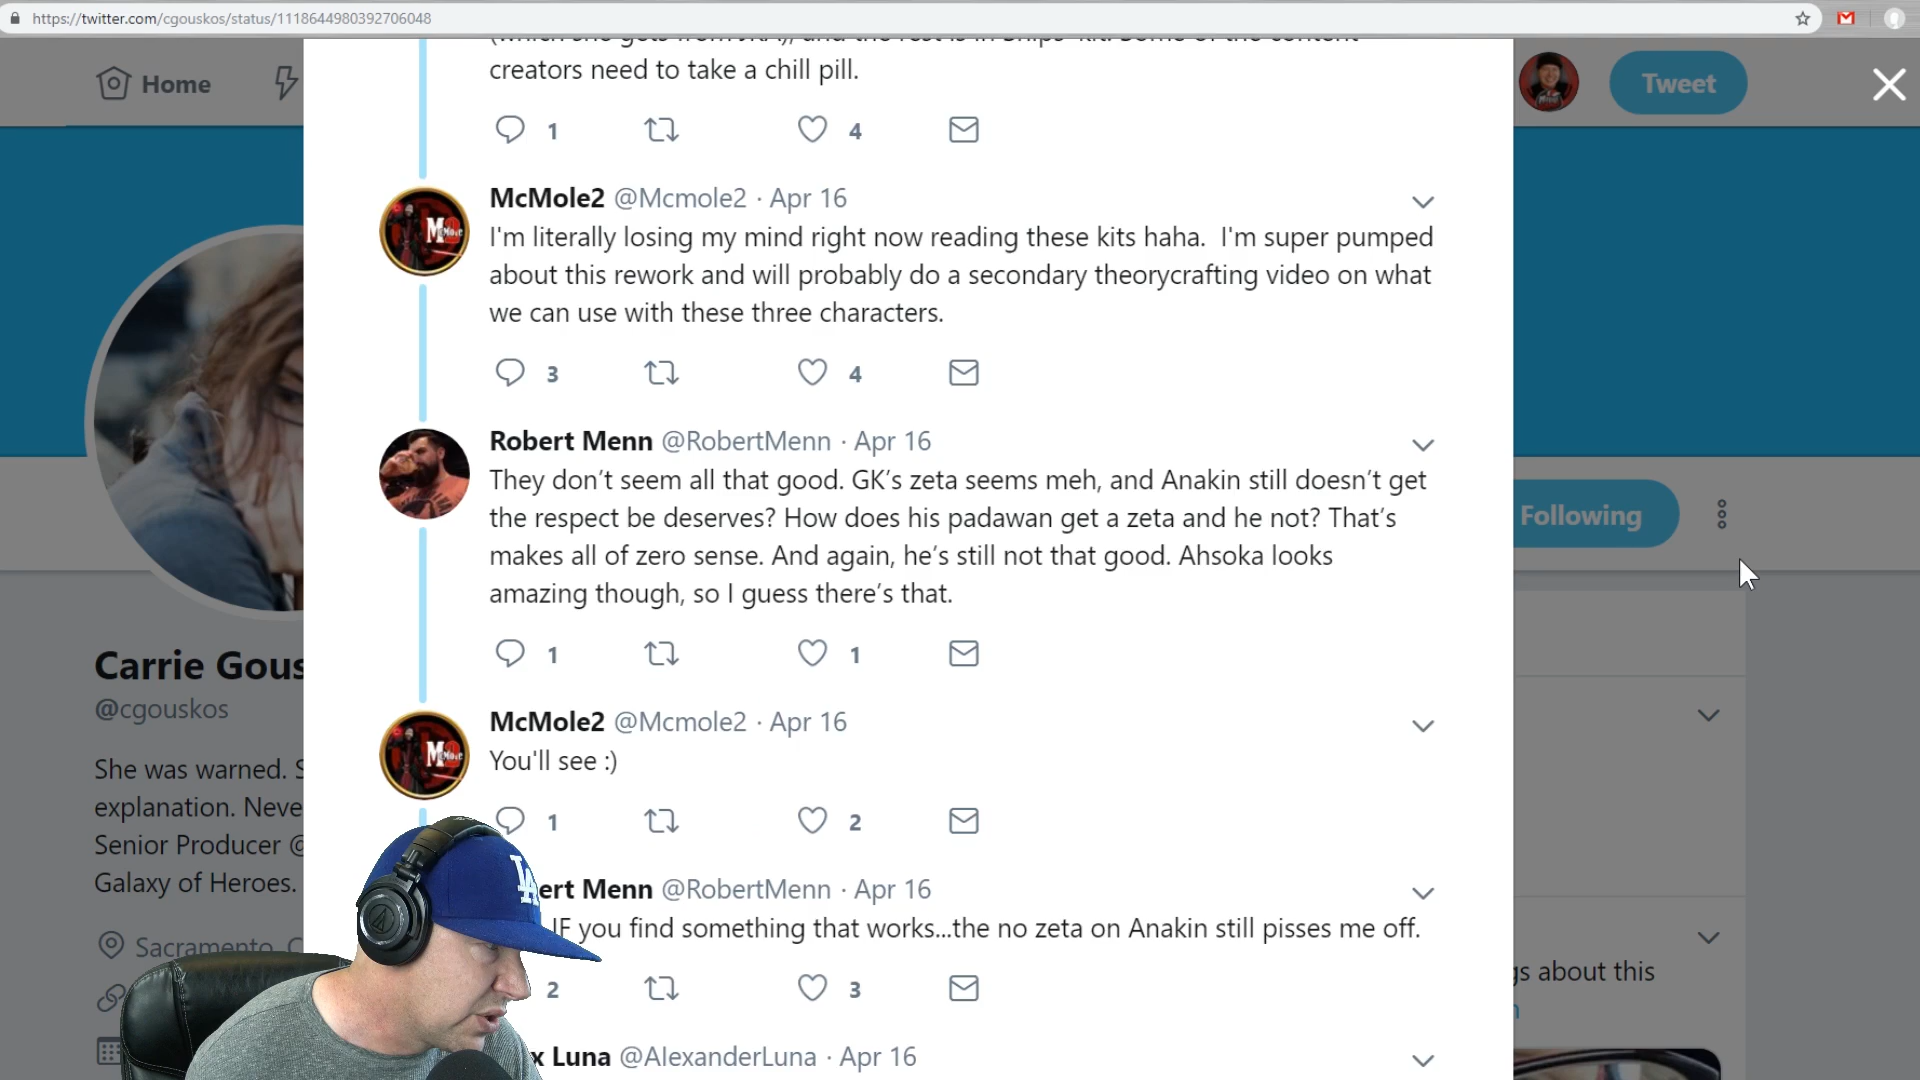 https://twitter.com/cgouskos/status/1118644980392706048
Home
Tweet
creators need to take a chill pill.
1 4
McMole2 @Mcmole2 · Apr 16
I'm literally losing my mind right now reading these kits haha.  I'm super pumped
about this rework and will probably do a secondary theorycrafting video on what
we can use with these three characters.
3 4
Robert Menn @RobertMenn · Apr 16
They don't seem all that good. GK's zeta seems meh, and Anakin still doesn't get
the respect be deserves? How does his padawan get a zeta and he not? That's
makes all of zero sense. And again, he's still not that good. Ahsoka looks
amazing though, so I guess there's that.
1 1
Following
Carrie Gous
@cgouskos
She was warned. S
explanation. Neve
Senior Producer @
Galaxy of Heroes.
Sacramento, C
McMole2 @Mcmole2 · Apr 16
You'll see :)
1 2
ert Menn @RobertMenn · Apr 16
IF you find something that works...the no zeta on Anakin still pisses me off.
2 3
x Luna @AlexanderLuna · Apr 16
gs about this
LA